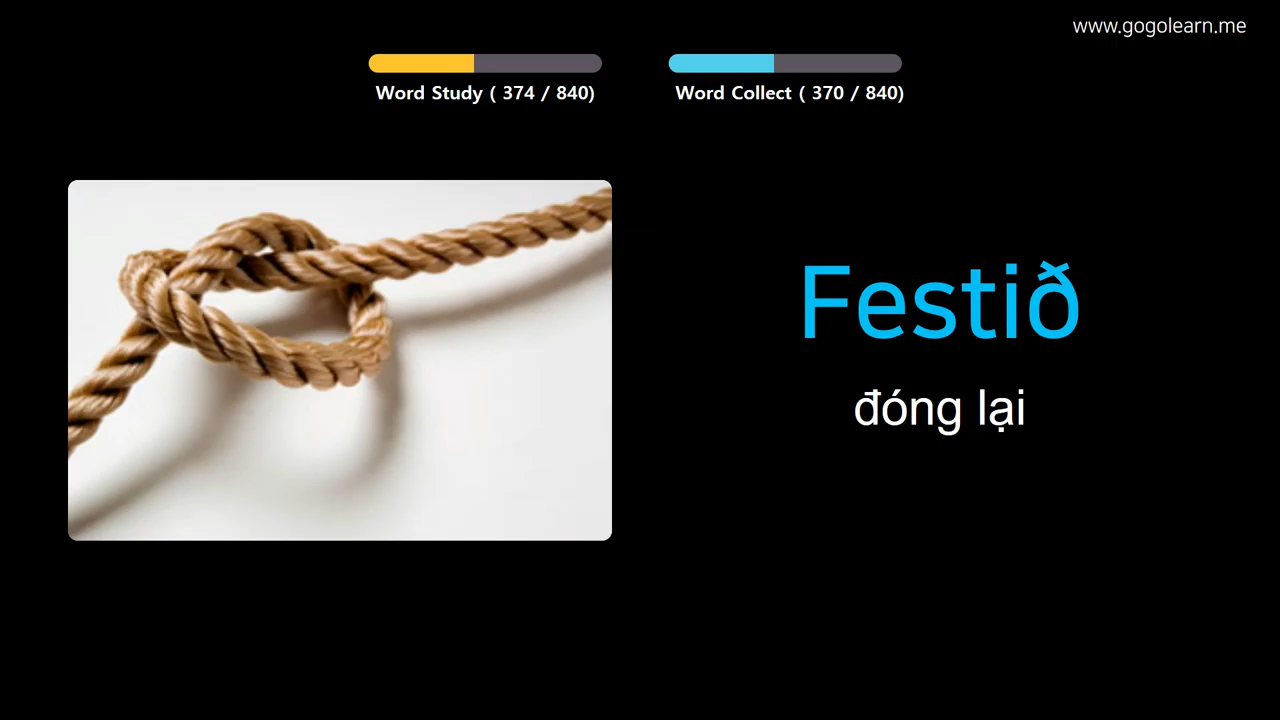 www.gogolearn.me
Word Study ( 374 / 840)
Word Collect ( 370 / 840)
Festið
đóng lại